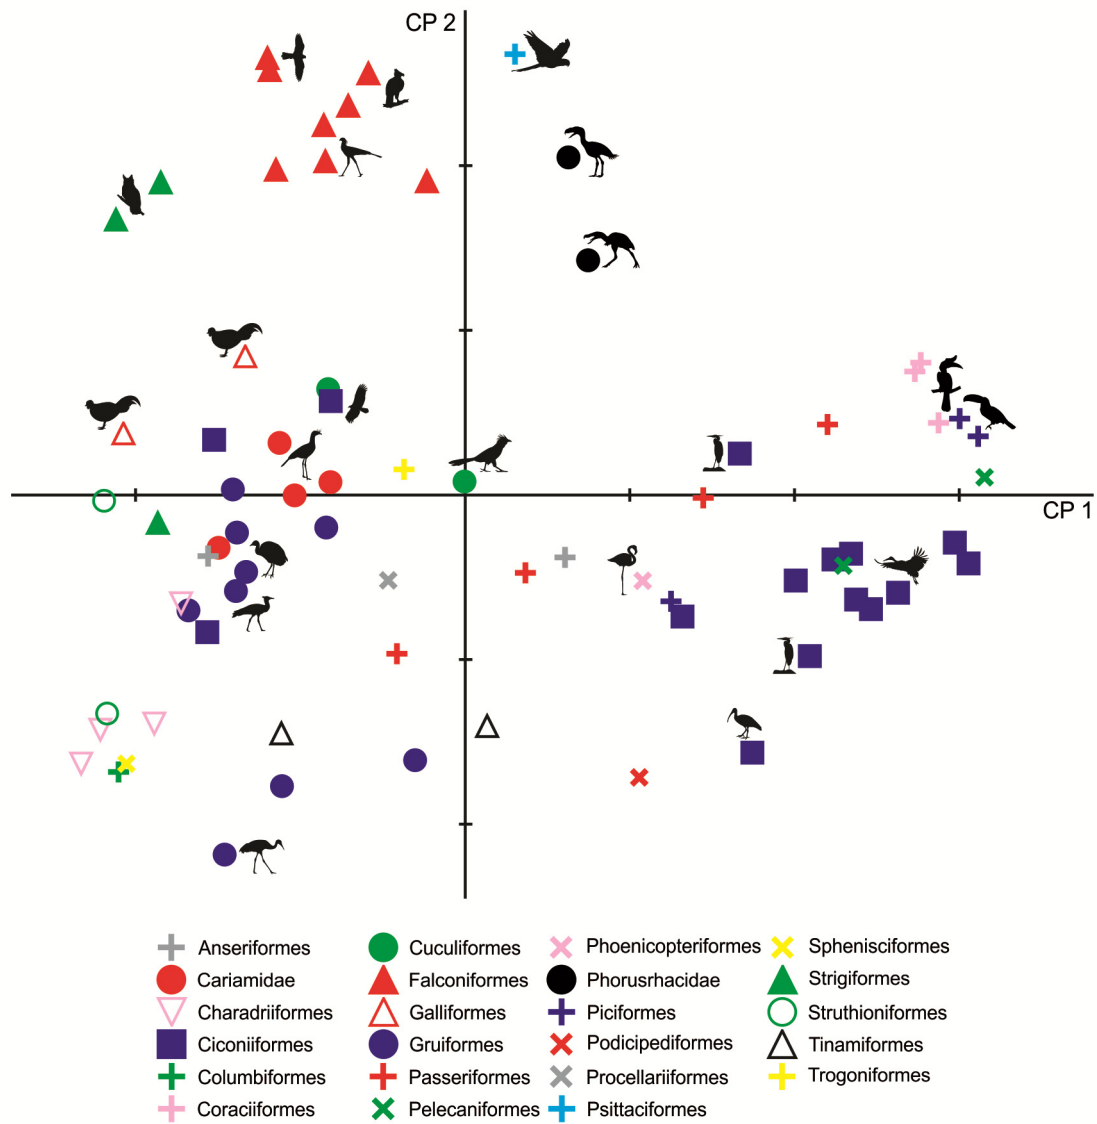 CP 2
CP 1
Anseriformes
Cariamidae
Charadriiformes
Ciconiiformes
Columbiformes
Coraciiformes
Cuculiformes
Falconiformes
Galliformes
Gruiformes
Passeriformes
Pelecaniformes
Phoenicopteriformes
Phorusrhacidae
Piciformes
Podicipediformes
Procellariiformes
Psittaciformes
Sphenisciformes
Strigiformes
Struthioniformes
Tinamiformes
Trogoniformes